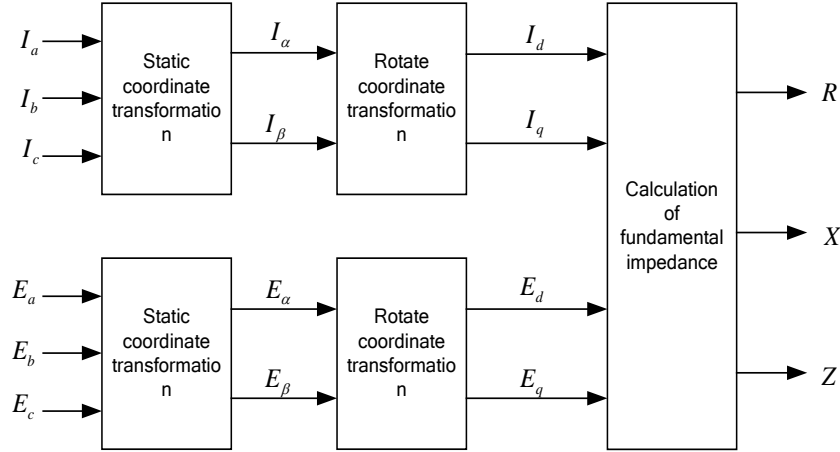 I_a
I_b
I_c
Static
coordinate
transformatio
n
I_α
I_β
Rotate
coordinate
transformatio
n
I_d
I_q
E_a
E_b
E_c
Static
coordinate
transformatio
n
E_α
E_β
Rotate
coordinate
transformatio
n
E_d
E_q
Calculation
of
fundamental
impedance
R
X
Z